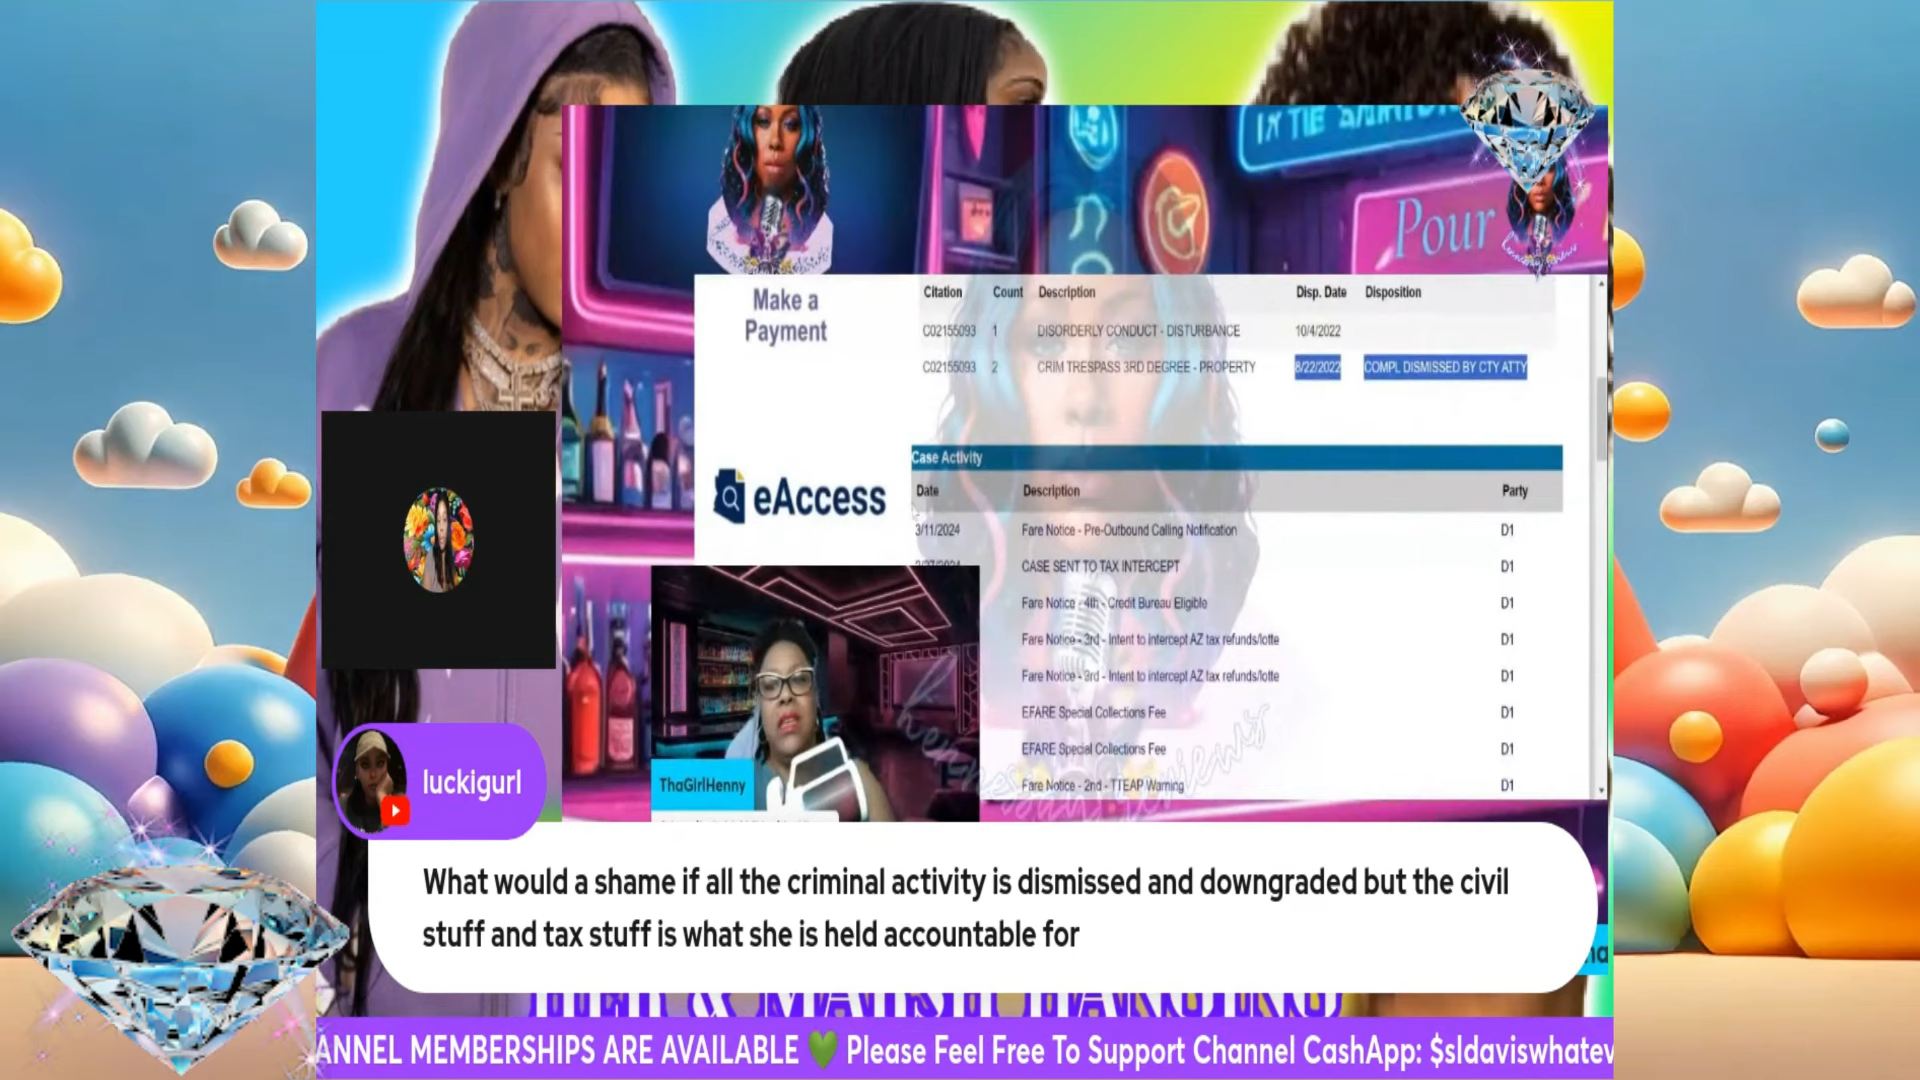 Pour
Make a
Payment
Citation Count Description Disp. Date Disposition
C02155093 1 DISORDERLY CONDUCT - DISTURBANCE 10/4/2022
C02155093 2 CRIM TRESPASS 3RD DEGREE - PROPERTY 8/22/2022 COMPL DISMISSED BY CTY ATTY
eAccess
Case Activity
Date Description Party
3/11/2024 Fare Notice - Pre-Outbound Calling Notification D1
CASE SENT TO TAX INTERCEPT D1
Fare Notice - 4th - Credit Bureau Eligible D1
Fare Notice - 3rd - Intent to intercept AZ tax refunds/lotte D1
Fare Notice - 3rd - Intent to intercept AZ tax refunds/lotte D1
EFARE Special Collections Fee D1
EFARE Special Collections Fee D1
Fare Notice - 2nd - TTEAP Warning D1
ThaGirlHenny
luckigurl
What would a shame if all the criminal activity is dismissed and downgraded but the civil
stuff and tax stuff is what she is held accountable for
ANNEL MEMBERSHIPS ARE AVAILABLE 💚 Please Feel Free To Support Channel CashApp: $sldaviswhatev